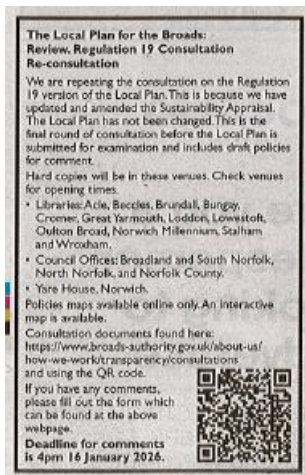 The Local Plan for the Broads:
Review. Regulation 19 Consultation
Re-consultation
We are repeating the consultation on the Regulation
19 version of the Local Plan. This is because we have
updated and amended the Sustainability Appraisal.
The Local Plan has not been changed. This is the
final round of consultation before the Local Plan is
submitted for examination and includes draft policies
for comment.
Hard copies will be in these venues. Check venues
for opening times.
• Libraries: Acle, Beccles, Brundall, Bungay,
Cromer, Great Yarmouth, Loddon, Lowestoft,
Oulton Broad, Norwich Millennium, Stalham
and Wroxham.
• Council Offices: Broadland and South Norfolk,
North Norfolk, and Norfolk County.
• Yare House, Norwich.
Policies maps available online only. An interactive
map is available.
Consultation documents found here:
https://www.broads-authority.gov.uk/about-us/
how-we-work/transparency/consultations
and using the QR code.
If you have any comments,
please fill out the form which
can be found at the above
webpage.
Deadline for comments
is 4pm 16 January 2026.